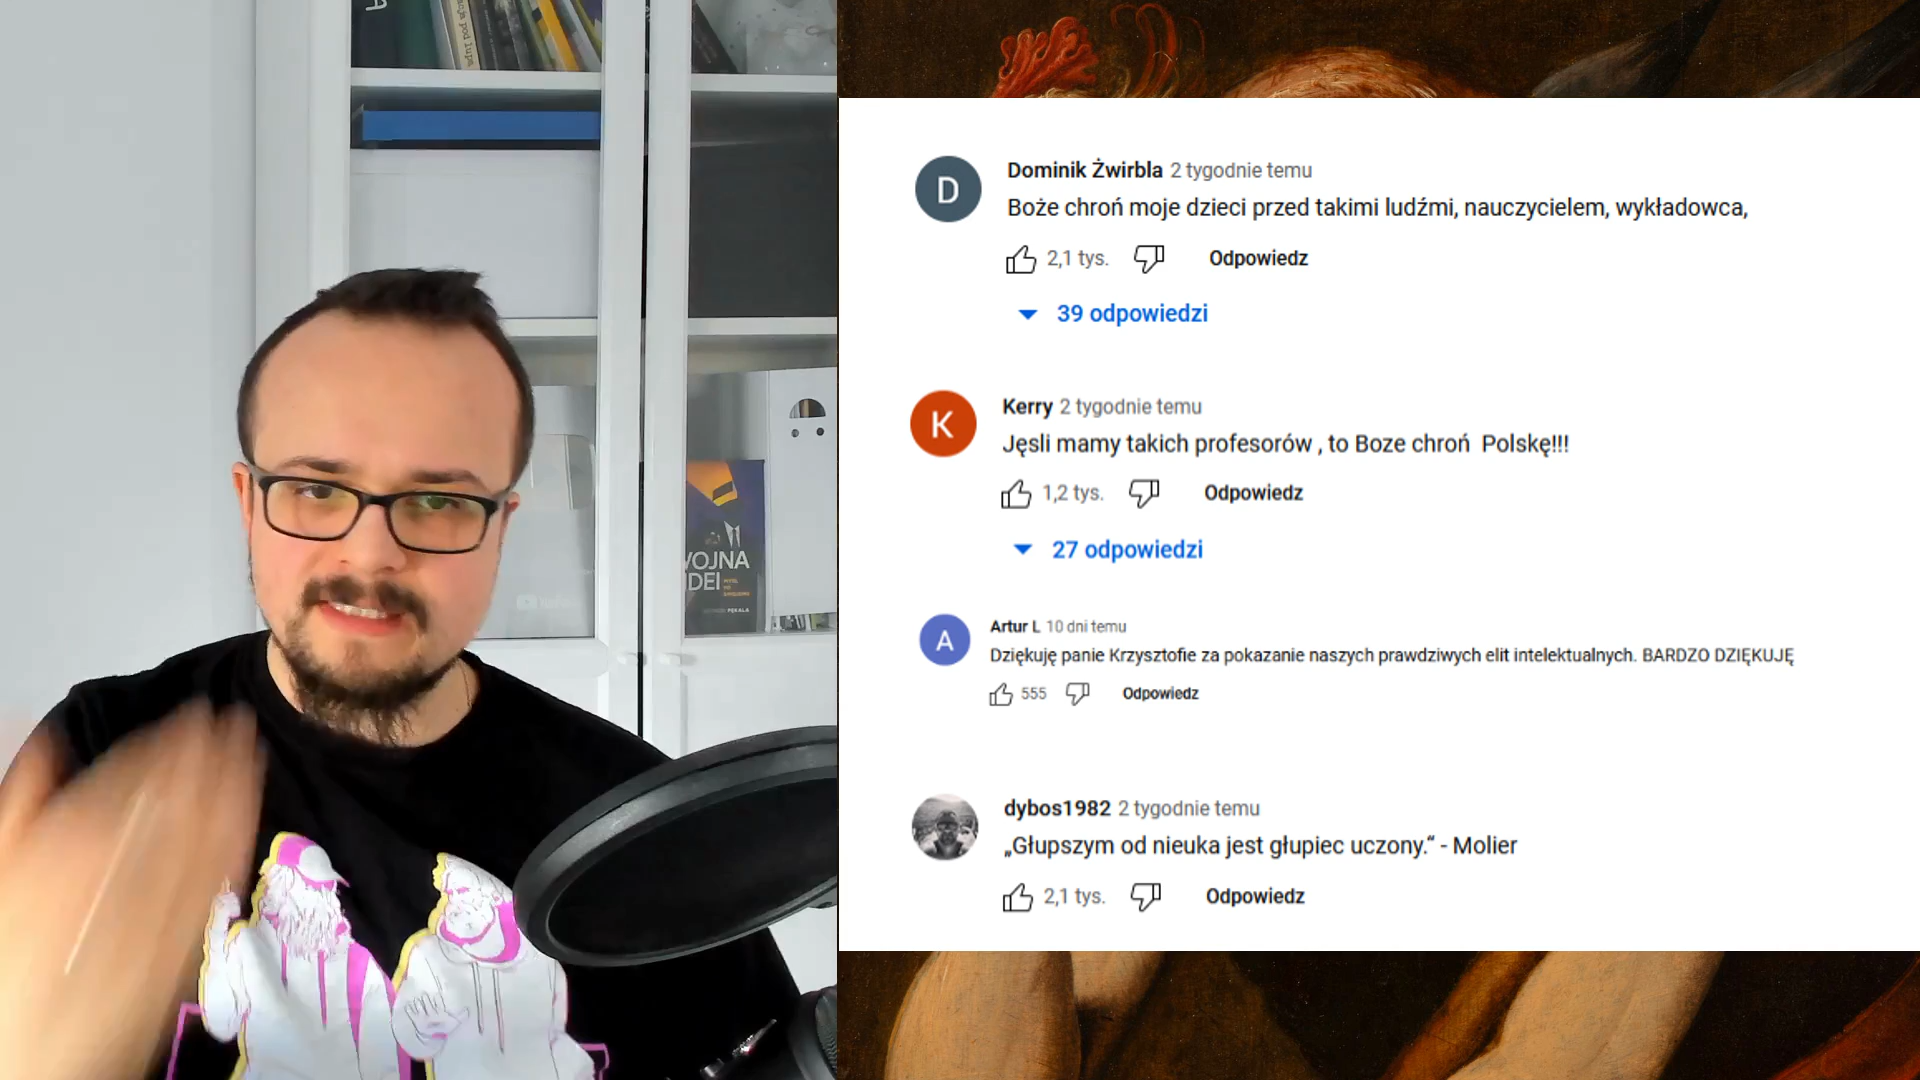 Dominik Żwirbla 2 tygodnie temu
Boże chroń moje dzieci przed takimi ludźmi, nauczycielem, wykładowca,
2,1 tys. Odpowiedz
39 odpowiedzi
Kerry 2 tygodnie temu
Jęsli mamy takich profesorów , to Boze chroń Polskę!!!
1,2 tys. Odpowiedz
27 odpowiedzi
Artur L 10 dni temu
Dziękuję panie Krzysztofie za pokazanie naszych prawdziwych elit intelektualnych. BARDZO DZIĘKUJĘ
555 Odpowiedz
dybos1982 2 tygodnie temu
„Głupszym od nieuka jest głupiec uczony.“ - Molier
2,1 tys. Odpowiedz
D
K
A
WOJNA
IDEI
PĘKALA